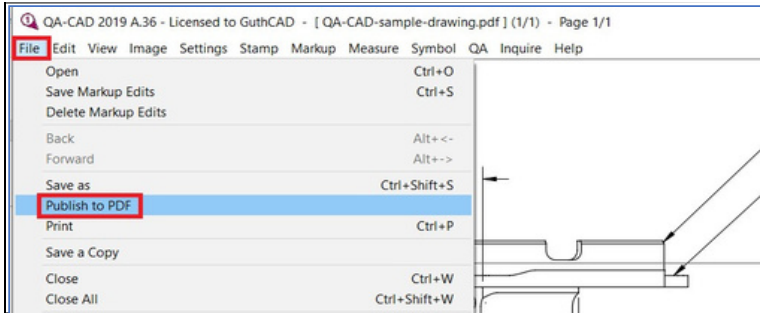 QA-CAD 2019 A.36 - Licensed to GuthCAD - [ QA-CAD-sample-drawing.pdf ] (1/1) - Page 1/1
File Edit View Image Settings Stamp Markup Measure Symbol QA Inquire Help
Open Ctrl+O
Save Markup Edits Ctrl+S
Delete Markup Edits
Back Alt+<-
Forward Alt+->
Save as Ctrl+Shift+S
Publish to PDF
Print Ctrl+P
Save a Copy
Close Ctrl+W
Close All Ctrl+Shift+W